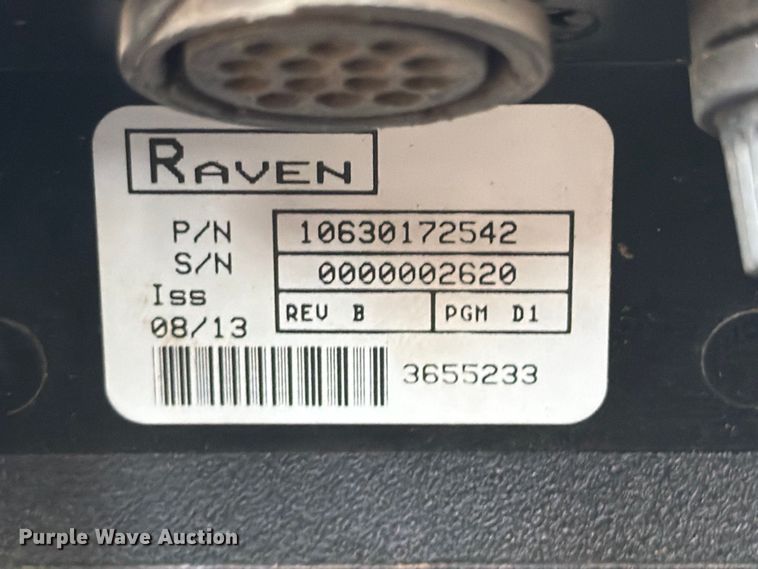 RAVEN
P/N 10630172542
S/N 0000002620
Iss
08/13
REV B PGM D1
3655233
Purple Wave Auction